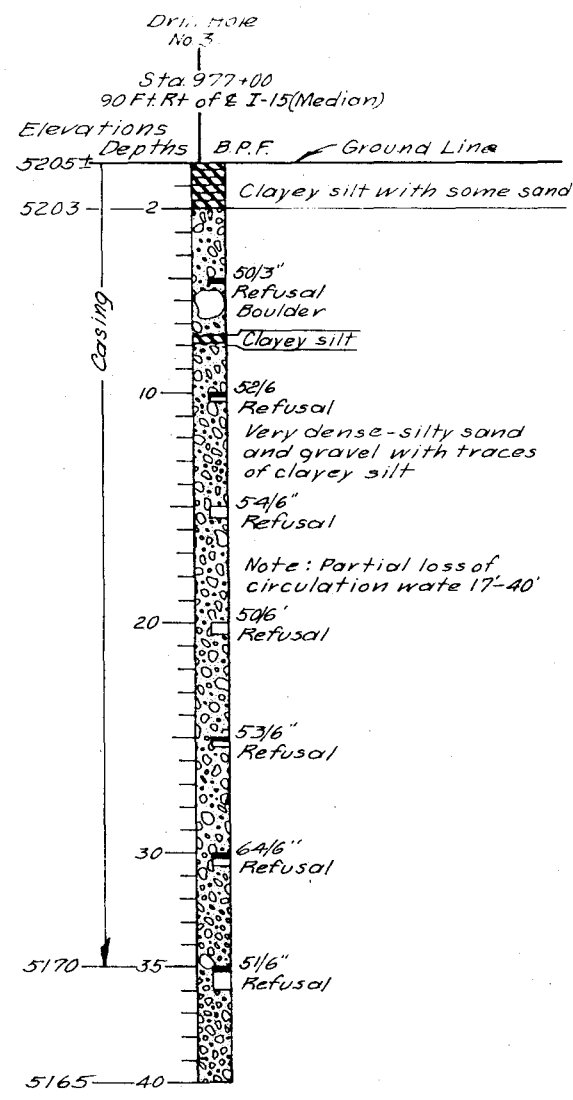 Drill Hole
No. 3
Sta. 977+00
90 Ft Rt of ℄ I-15 (Median)
Elevations
Depths B.P.F. Ground Line
5205±
Clayey silt with some sand
5203 2
50/3"
Refusal
Boulder
Casing
Clayey silt
10 52/6
Refusal
Very dense-silty sand
and gravel with traces
of clayey silt
54/6"
Refusal
Note: Partial loss of
circulation wate 17'-40'
20 50/6'
Refusal
53/6"
Refusal
30 64/6"
Refusal
5170 35 51/6"
Refusal
5165 40